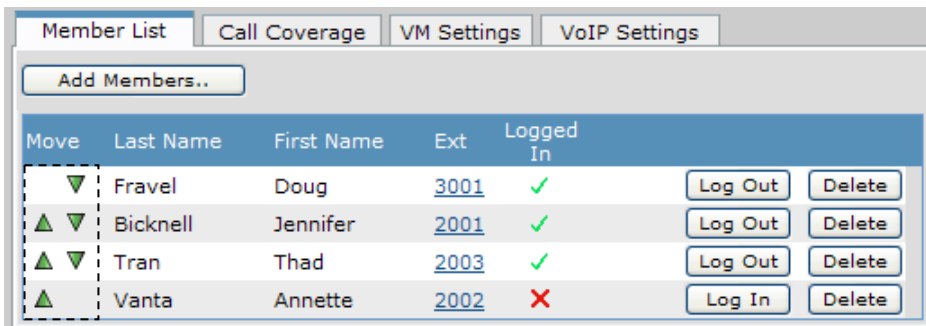 Member List Call Coverage VM Settings VoIP Settings
Add Members..
Move Last Name First Name Ext Logged In
Fravel Doug 3001 Log Out Delete
Bicknell Jennifer 2001 Log Out Delete
Tran Thad 2003 Log Out Delete
Vanta Annette 2002 Log In Delete